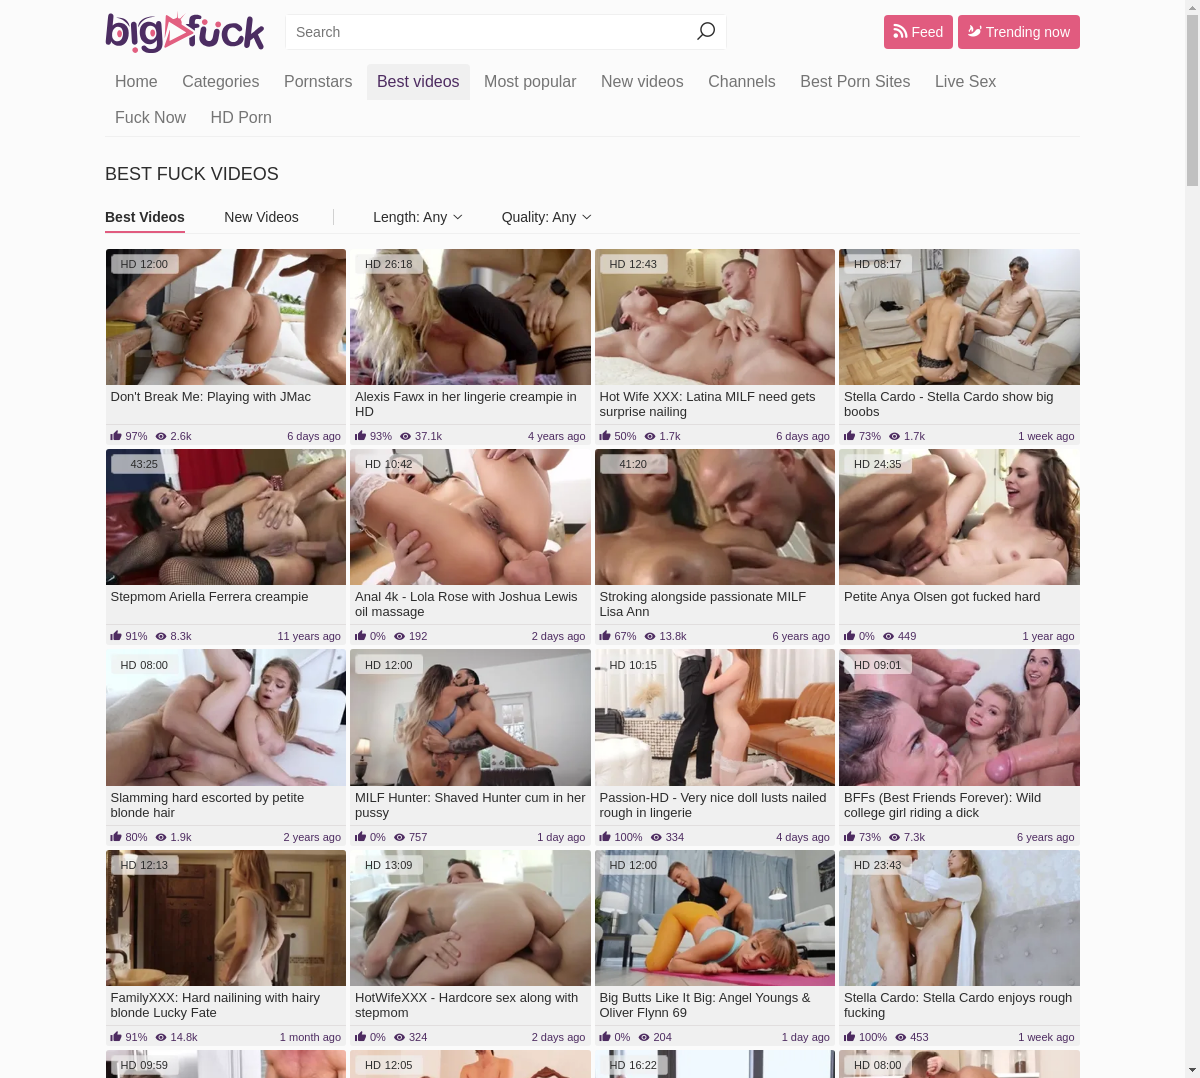 bigfuck
Search
Feed
Trending now
Home Categories Pornstars Best videos Most popular New videos Channels Best Porn Sites Live Sex
Fuck Now HD Porn
BEST FUCK VIDEOS
Best Videos New Videos Length: Any Quality: Any
HD 12:00
HD 26:18
HD 12:43
HD 08:17
Don't Break Me: Playing with JMac
Alexis Fawx in her lingerie creampie in
HD
Hot Wife XXX: Latina MILF need gets
surprise nailing
Stella Cardo - Stella Cardo show big
boobs
97% 2.6k 6 days ago
93% 37.1k 4 years ago
50% 1.7k 6 days ago
73% 1.7k 1 week ago
43:25
HD 10:42
41:20
HD 24:35
Stepmom Ariella Ferrera creampie
Anal 4k - Lola Rose with Joshua Lewis
oil massage
Stroking alongside passionate MILF
Lisa Ann
Petite Anya Olsen got fucked hard
91% 8.3k 11 years ago
0% 192 2 days ago
67% 13.8k 6 years ago
0% 449 1 year ago
HD 08:00
HD 12:00
HD 10:15
HD 09:01
Slamming hard escorted by petite
blonde hair
MILF Hunter: Shaved Hunter cum in her
pussy
Passion-HD - Very nice doll lusts nailed
rough in lingerie
BFFs (Best Friends Forever): Wild
college girl riding a dick
80% 1.9k 2 years ago
0% 757 1 day ago
100% 334 4 days ago
73% 7.3k 6 years ago
HD 12:13
HD 13:09
HD 12:00
HD 23:43
FamilyXXX: Hard nailining with hairy
blonde Lucky Fate
HotWifeXXX - Hardcore sex along with
stepmom
Big Butts Like It Big: Angel Youngs &
Oliver Flynn 69
Stella Cardo: Stella Cardo enjoys rough
fucking
91% 14.8k 1 month ago
0% 324 2 days ago
0% 204 1 day ago
100% 453 1 week ago
HD 09:59
HD 12:05
HD 16:22
HD 08:00